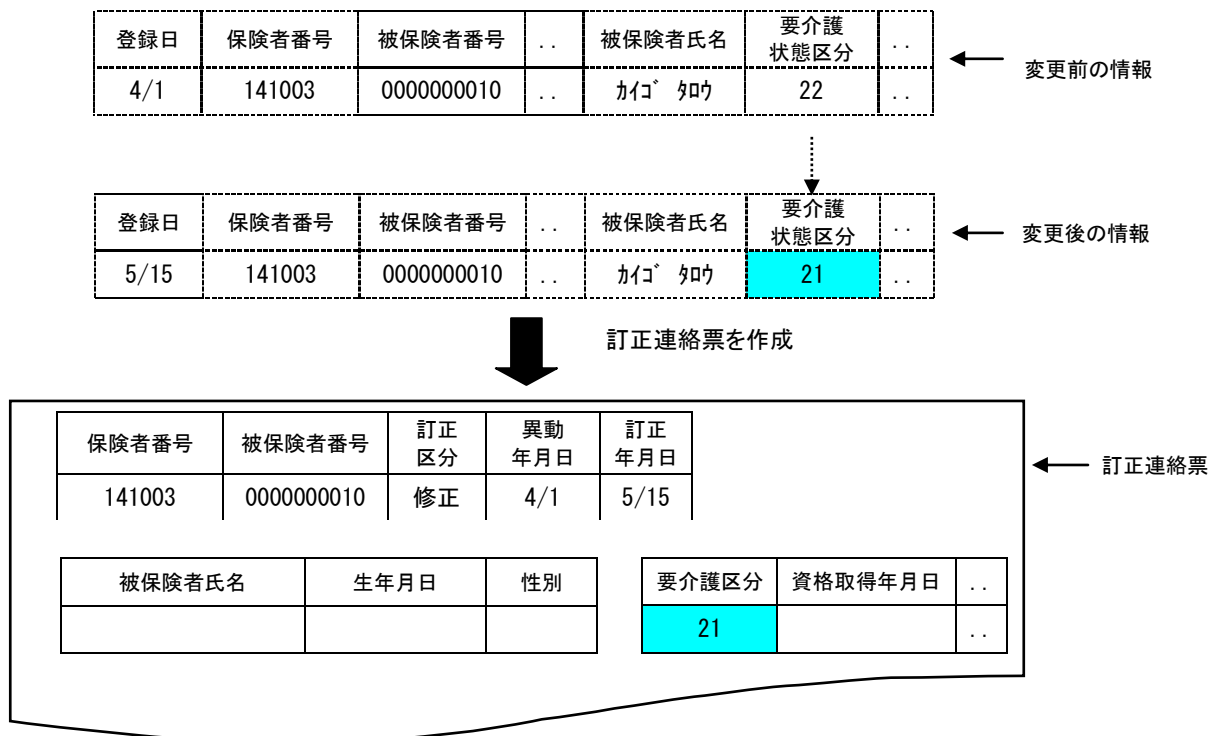 登録日 保険者番号 被保険者番号 .. 被保険者氏名 要介護状態区分 ..
4/1 141003 0000000010 .. ｶｲｺﾞ ﾀﾛｳ 22 ..
変更前の情報
登録日 保険者番号 被保険者番号 .. 被保険者氏名 要介護状態区分 ..
5/15 141003 0000000010 .. ｶｲｺﾞ ﾀﾛｳ 21 ..
変更後の情報
訂正連絡票を作成
保険者番号 被保険者番号 訂正区分 異動年月日 訂正年月日
141003 0000000010 修正 4/1 5/15
訂正連絡票
被保険者氏名 生年月日 性別 要介護区分 資格取得年月日 ..
21 ..